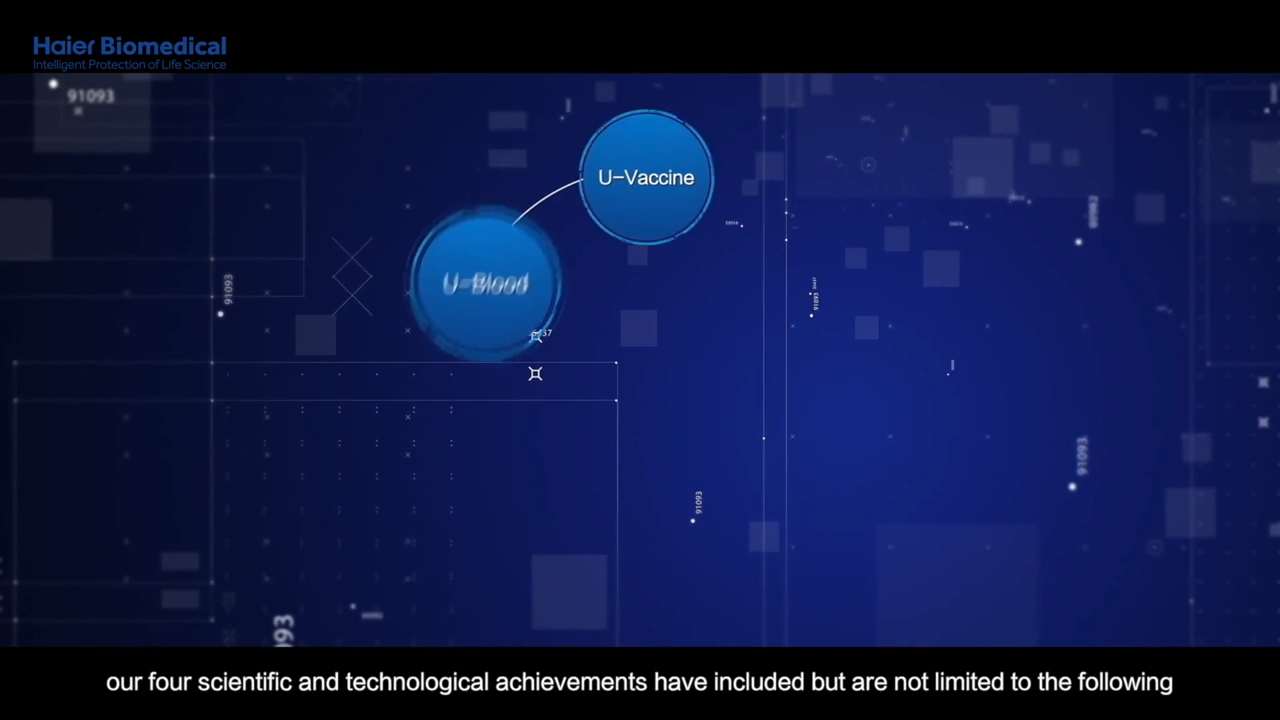 Haier Biomedical
Intelligent Protection of Life Science
91093
U-Vaccine
U-Blood
91093
91093
91093
91093
093
our four scientific and technological achievements have included but are not limited to the following